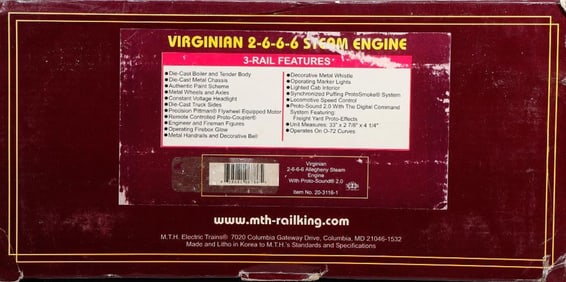 VIRGINIAN 2-6-6-6 STEAM ENGINE
3-RAIL FEATURES
Die-Cast Boiler and Tender Body
Die-Cast Metal Chassis
Authentic Paint Scheme
Metal Wheels and Axles
Constant Voltage Headlight
Die-Cast Truck Sides
Precision Pittman® Flywheel Equipped Motor
Remote Controlled Proto-Coupler®
Engineer and Fireman Figures
Operating Firebox Glow
Metal Handrails and Decorative Bell
Decorative Metal Whistle
Operating Marker Lights
Lighted Cab Interior
Synchronized Puffing ProtoSmoke® System
Locomotive Speed Control
Proto-Sound 2.0 With The Digital Command
System Featuring:
Freight Yard Proto-Effects
Unit Measures: 33" x 2 7/8" x 4 1/4"
Operates On O-72 Curves
Virginian
2-6-6-6 Allegheny Steam
Engine
With Proto-Sound® 2.0
Item No. 20-3116-1
www.mth-railking.com
M.T.H. Electric Trains® 7020 Columbia Gateway Drive, Columbia, MD 21046-1532
Made and Litho in Korea to M.T.H.'s Standards and Specifications